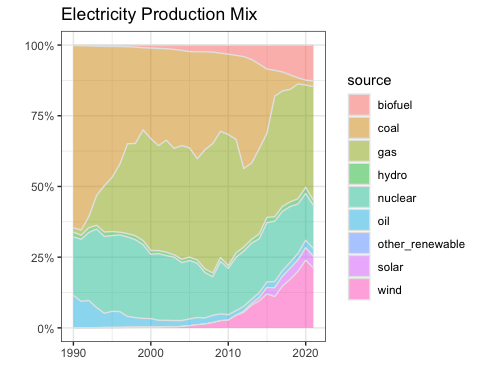 Electricity Production Mix
100%
75%
50%
25%
0%
1990
2000
2010
2020
source
biofuel
coal
gas
hydro
nuclear
oil
other_renewable
solar
wind